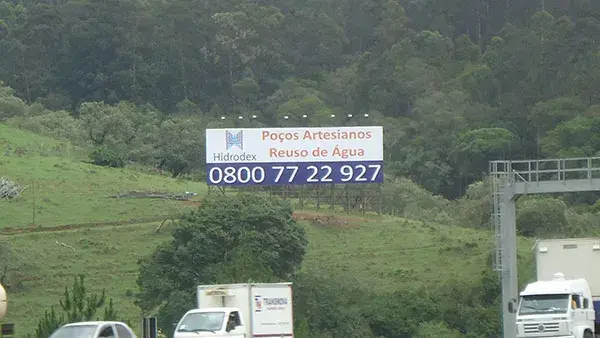 Poços Artesianos
Reuso de Água
Hidrodex
0800 77 22 927